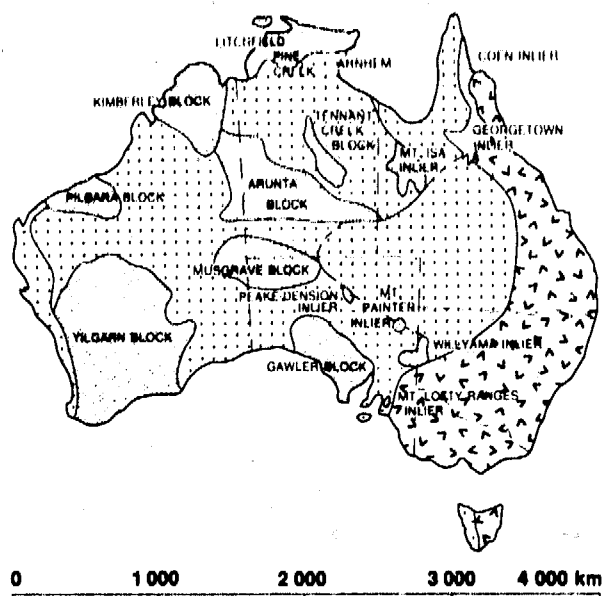 LITCHFIELD
PINE
CREEK
ARNHEM
COEN INLIER
KIMBERLEY BLOCK
TENNANT
CREEK
BLOCK
GEORGETOWN
INLIER
MT. ISA
INLIER
PILBARA BLOCK
ARUNTA
BLOCK
MUSGRAVE BLOCK
PEAKE DENSION
INLIER
MT.
PAINTER
INLIER
YILGARN BLOCK
GAWLER BLOCK
WILLYAMA INLIER
MT. LOFTY RANGES
INLIER
0 1 000 2 000 3 000 4 000 km